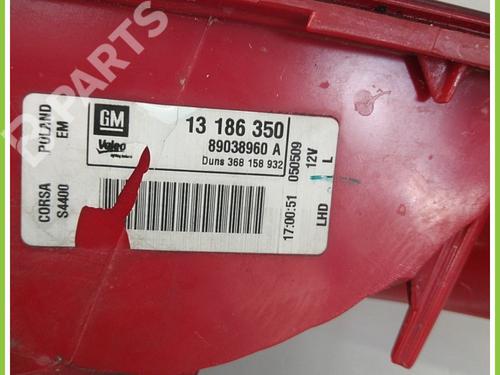 B-PARTS
GM
Valeo
13 186 350
89038960 A
Duns 368 158 932
POLAND
EM
CORSA
S4400
050509
17:00:51
12V
L
LHD